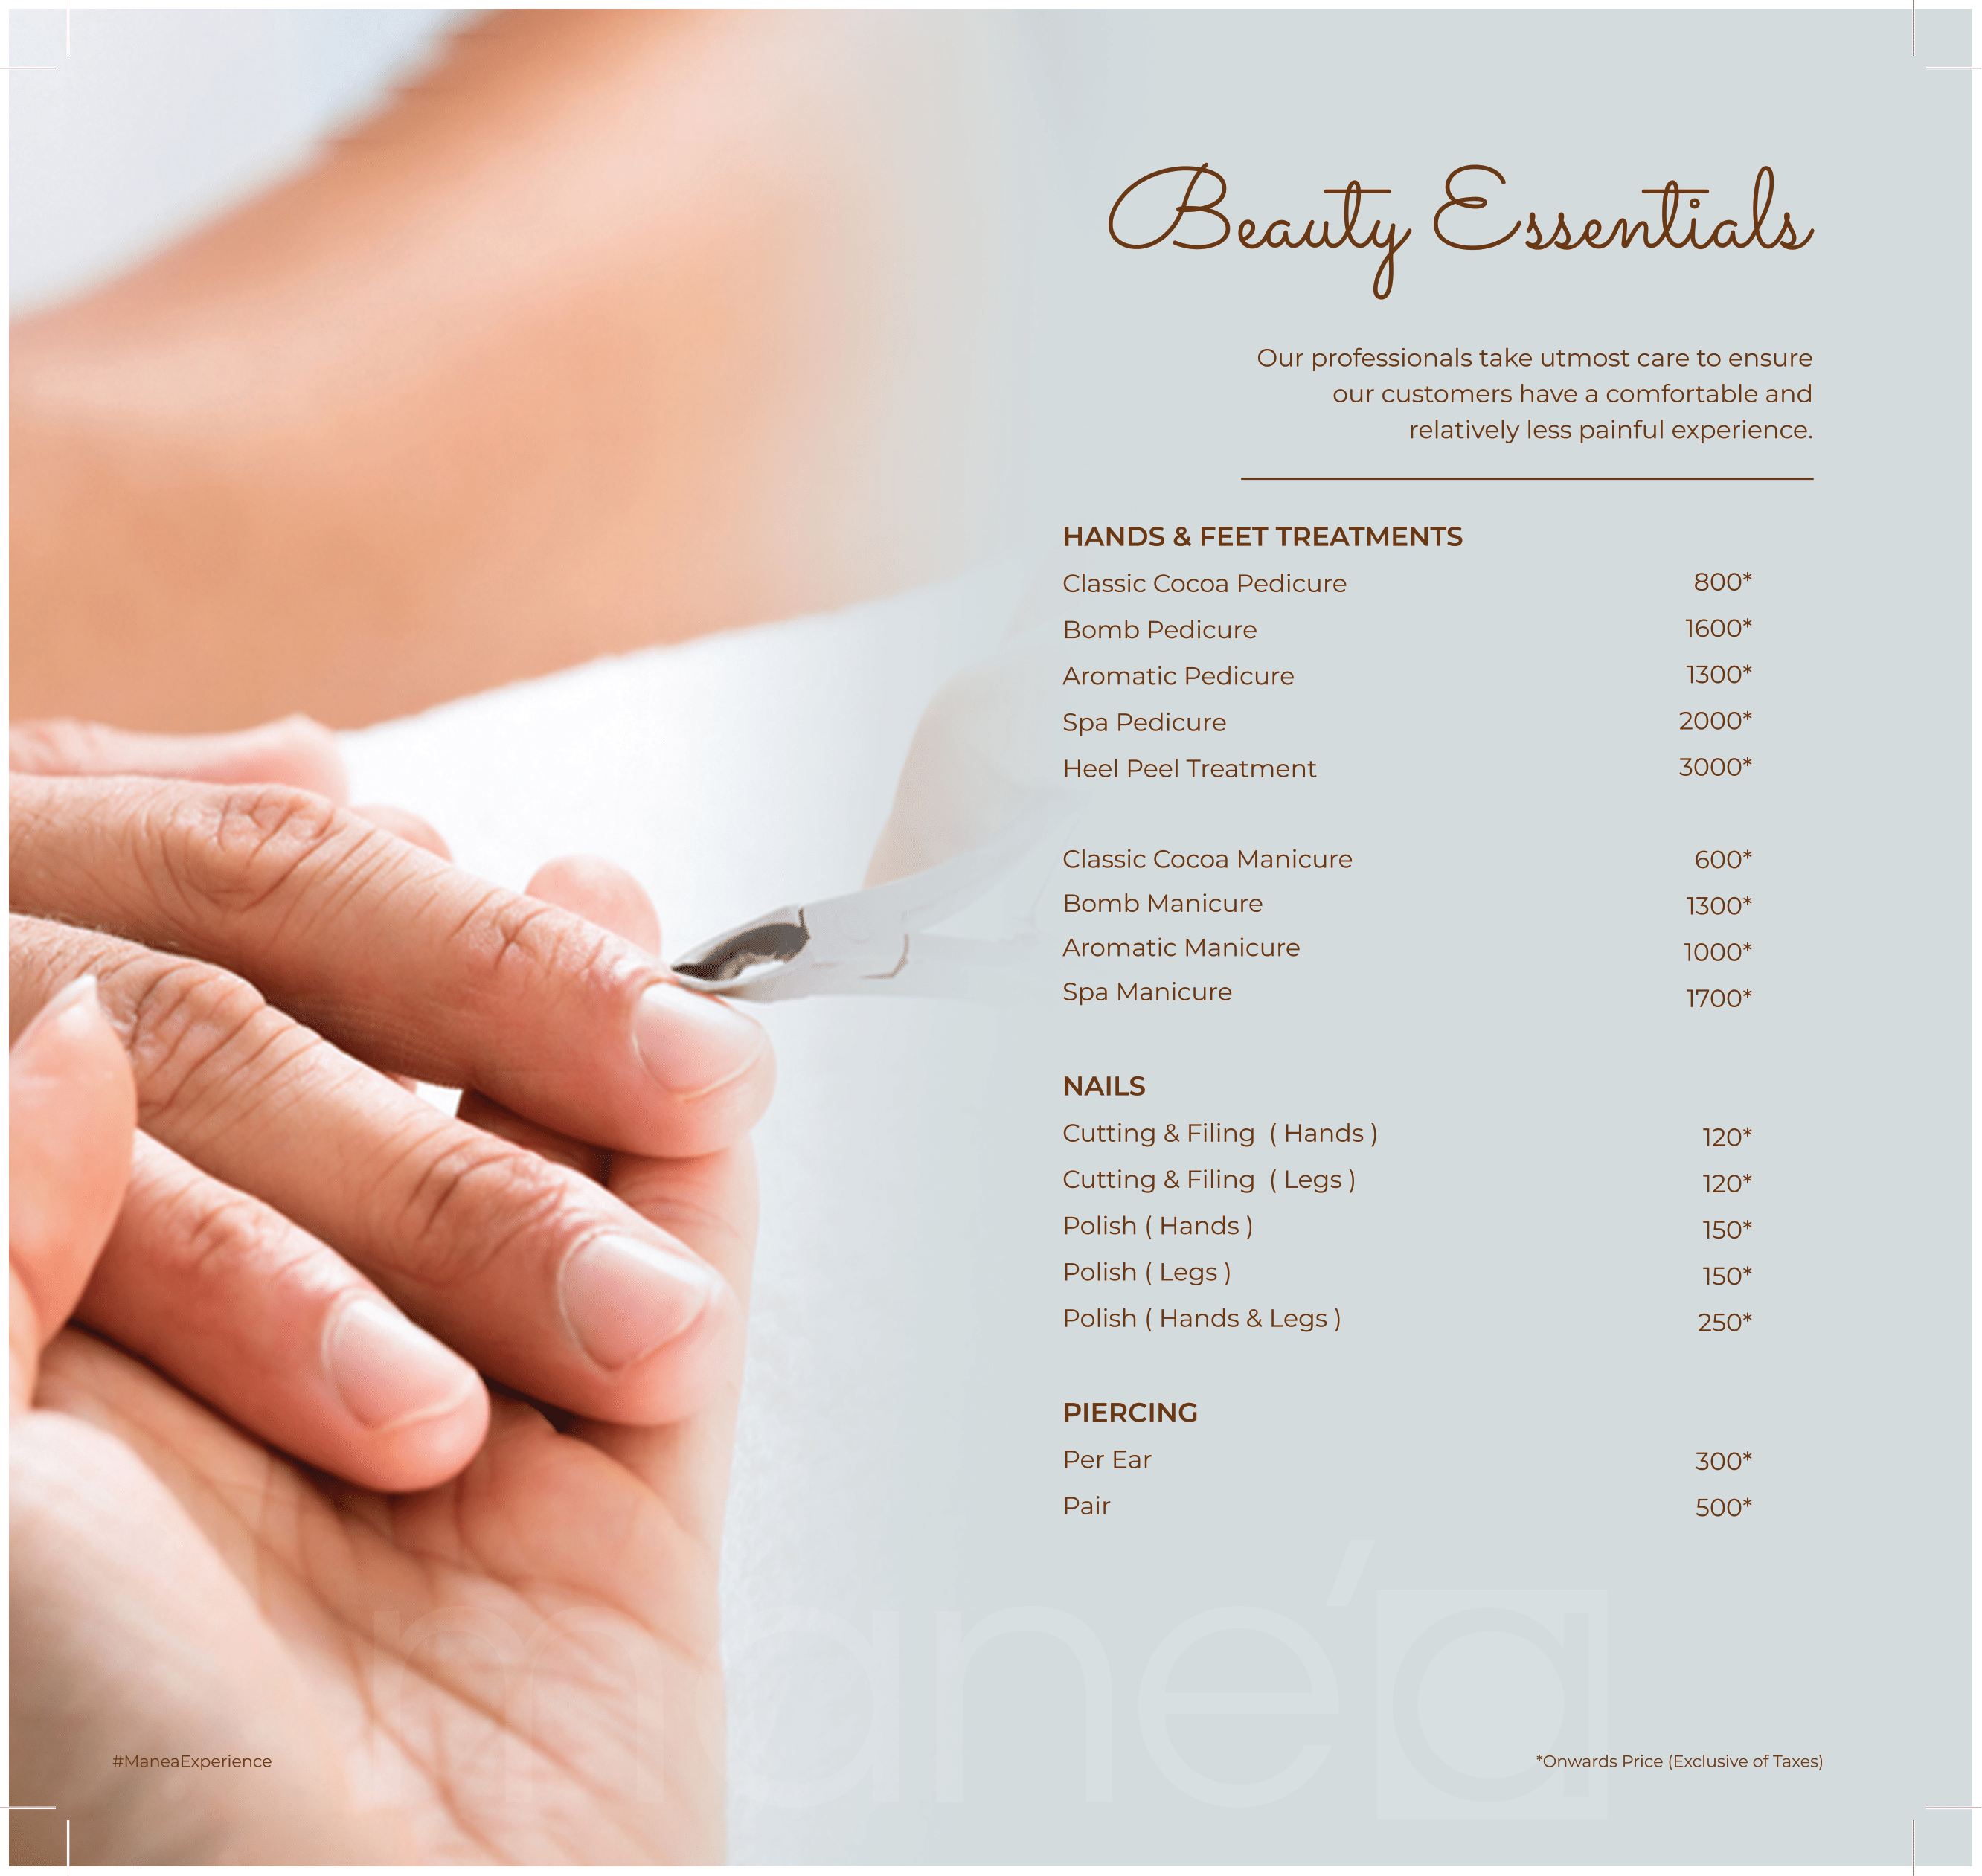 Beauty Essentials
Our professionals take utmost care to ensure
our customers have a comfortable and
relatively less painful experience.
HANDS & FEET TREATMENTS
Classic Cocoa Pedicure 800*
Bomb Pedicure 1600*
Aromatic Pedicure 1300*
Spa Pedicure 2000*
Heel Peel Treatment 3000*
Classic Cocoa Manicure 600*
Bomb Manicure 1300*
Aromatic Manicure 1000*
Spa Manicure 1700*
NAILS
Cutting & Filing ( Hands ) 120*
Cutting & Filing ( Legs ) 120*
Polish ( Hands ) 150*
Polish ( Legs ) 150*
Polish ( Hands & Legs ) 250*
PIERCING
Per Ear 300*
Pair 500*
mane'a
#ManeaExperience
*Onwards Price (Exclusive of Taxes)